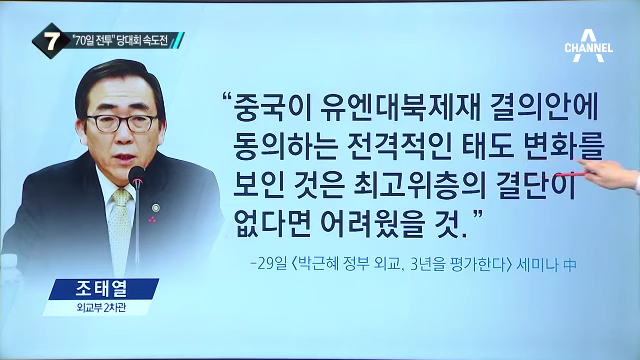 7 "70일 전투" 당대회 속도전
CHANNEL A
“중국이 유엔대북제재 결의안에
동의하는 전격적인 태도 변화를
보인 것은 최고위층의 결단이
없다면 어려웠을 것.”
-29일 <박근혜 정부 외교, 3년을 평가한다> 세미나 中
조태열
외교부 2차관